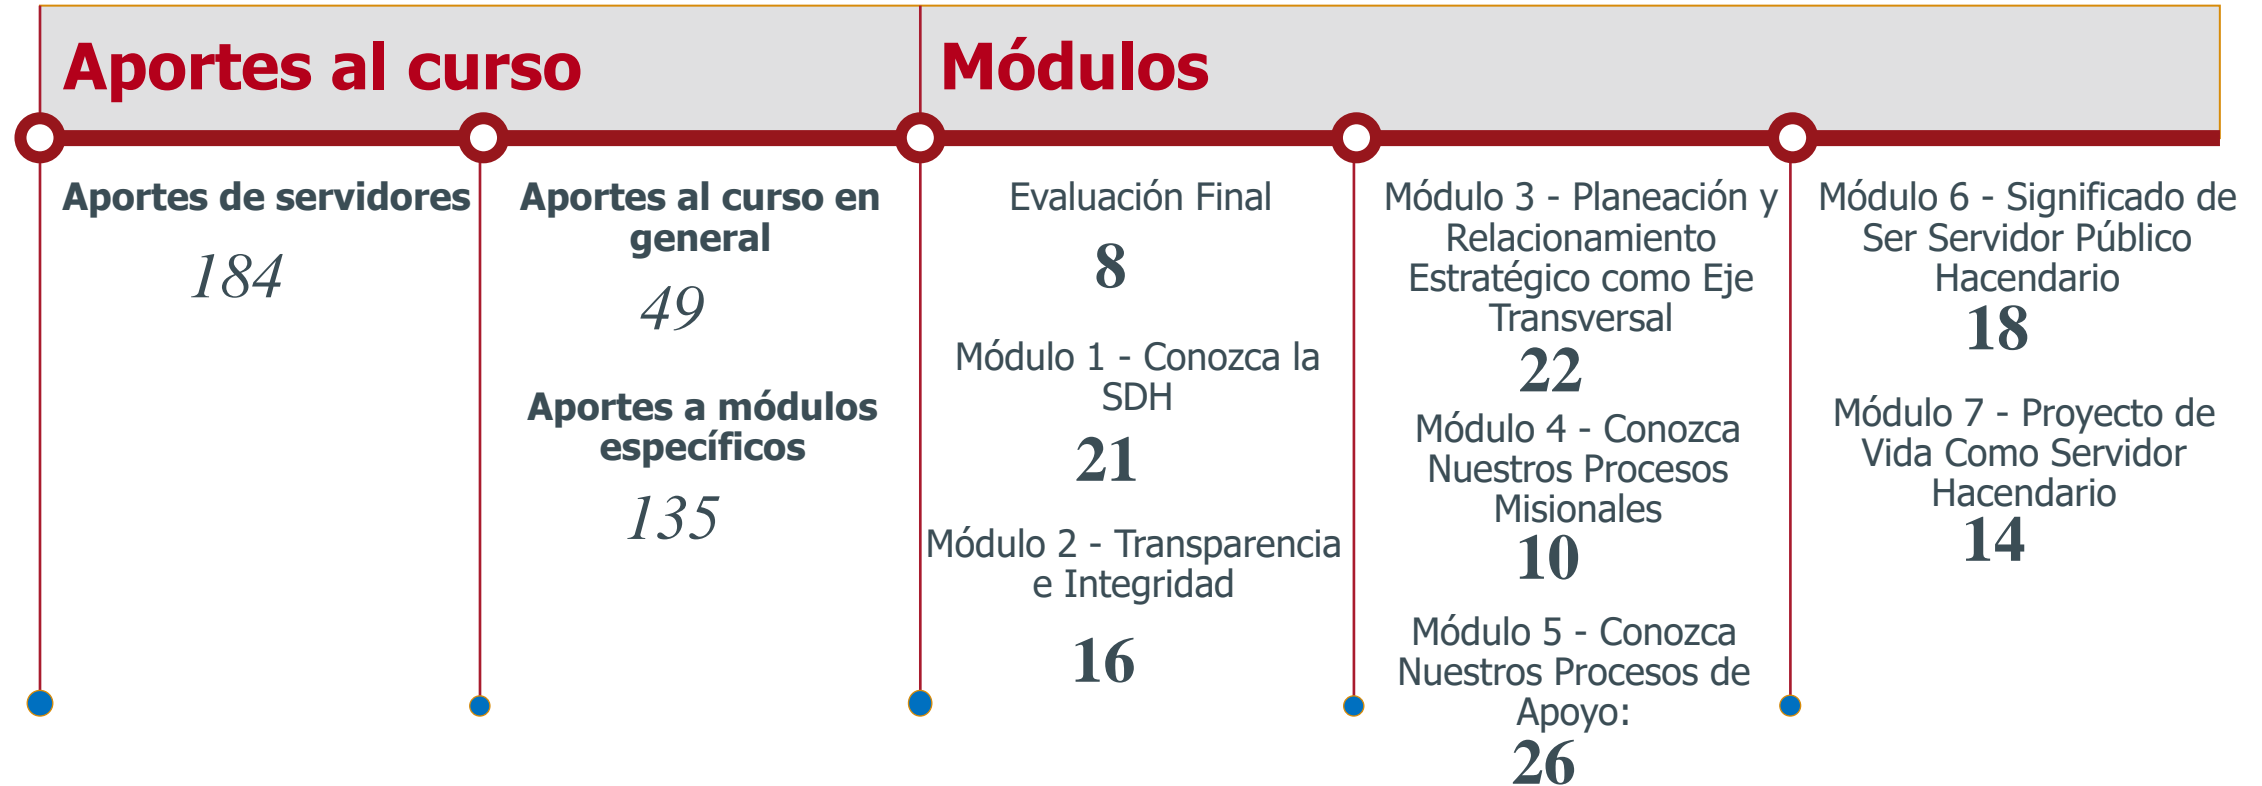 Aportes al curso
Módulos
Aportes de servidores
184
Aportes al curso en
general
49
Aportes a módulos
específicos
135
Evaluación Final
8
Módulo 1 - Conozca la
SDH
21
Módulo 2 - Transparencia
e Integridad
16
Módulo 3 - Planeación y
Relacionamiento
Estratégico como Eje
Transversal
22
Módulo 4 - Conozca
Nuestros Procesos
Misionales
10
Módulo 5 - Conozca
Nuestros Procesos de
Apoyo:
26
Módulo 6 - Significado de
Ser Servidor Público
Hacendario
18
Módulo 7 - Proyecto de
Vida Como Servidor
Hacendario
14